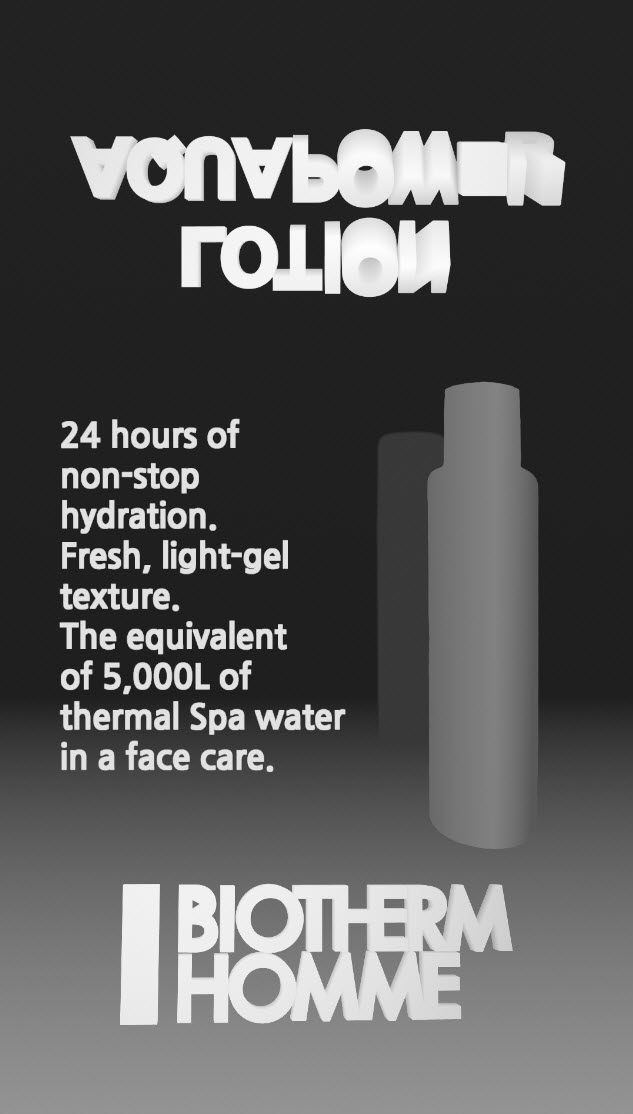 AQUAPOWER
LOTION
24 hours of
non-stop
hydration.
Fresh, light-gel
texture.
The equivalent
of 5,000L of
thermal Spa water
in a face care.
BIOTHERM
HOMME